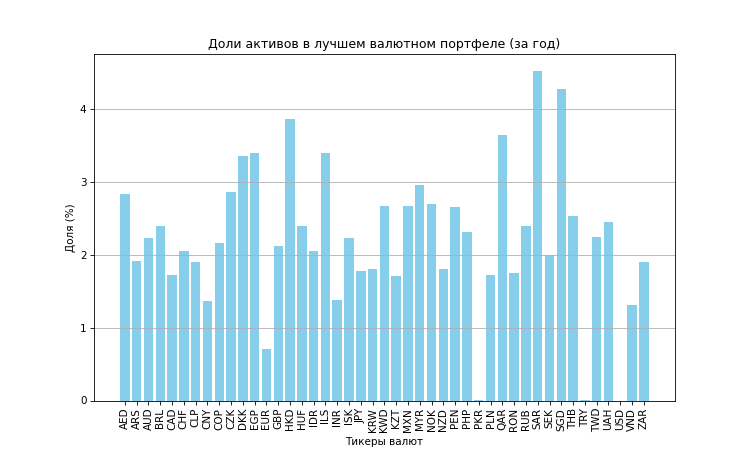 Доли активов в лучшем валютном портфеле (за год)
Доля (%)
4
3
2
1
0
AED
ARS
AUD
BRL
CAD
CHF
CLP
CNY
COP
CZK
DKK
EGP
EUR
GBP
HKD
HUF
IDR
ILS
INR
ISK
JPY
KRW
KWD
KZT
MXN
MYR
NOK
NZD
PEN
PHP
PKR
PLN
QAR
RON
RUB
SAR
SEK
SGD
THB
TRY
TWD
UAH
USD
VND
ZAR
Тикеры валют